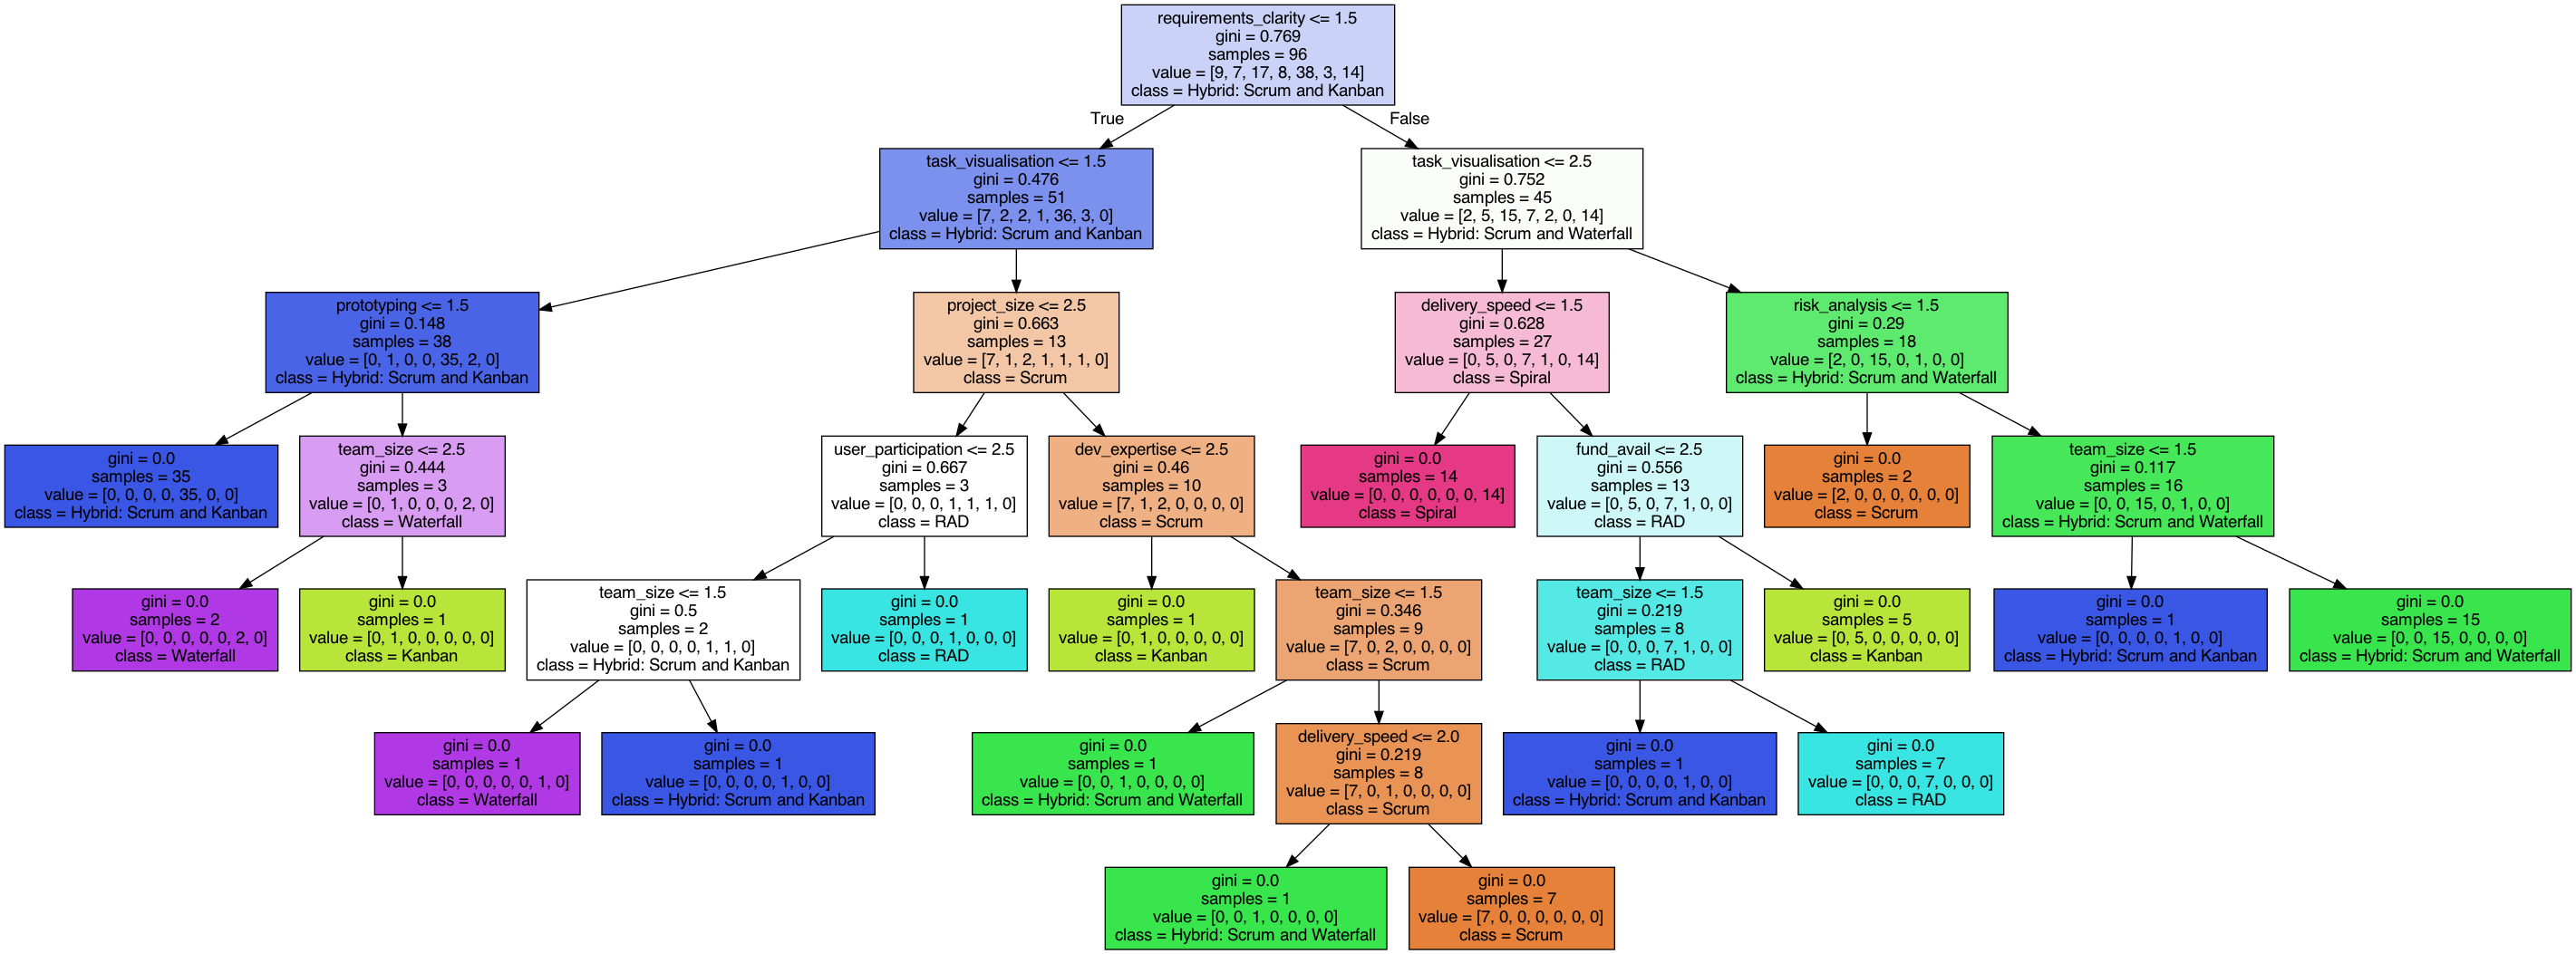 requirements_clarity <= 1.5
gini = 0.769
samples = 96
value = [9, 7, 17, 8, 38, 3, 14]
class = Hybrid: Scrum and Kanban
True
False
task_visualisation <= 1.5
gini = 0.476
samples = 51
value = [7, 2, 2, 1, 36, 3, 0]
class = Hybrid: Scrum and Kanban
task_visualisation <= 2.5
gini = 0.752
samples = 45
value = [2, 5, 15, 7, 2, 0, 14]
class = Hybrid: Scrum and Waterfall
prototyping <= 1.5
gini = 0.148
samples = 38
value = [0, 1, 0, 0, 35, 2, 0]
class = Hybrid: Scrum and Kanban
project_size <= 2.5
gini = 0.663
samples = 13
value = [7, 1, 2, 1, 1, 1, 0]
class = Scrum
delivery_speed <= 1.5
gini = 0.628
samples = 27
value = [0, 5, 0, 7, 1, 0, 14]
class = Spiral
risk_analysis <= 1.5
gini = 0.29
samples = 18
value = [2, 0, 15, 0, 1, 0, 0]
class = Hybrid: Scrum and Waterfall
gini = 0.0
samples = 35
value = [0, 0, 0, 0, 35, 0, 0]
class = Hybrid: Scrum and Kanban
team_size <= 2.5
gini = 0.444
samples = 3
value = [0, 1, 0, 0, 0, 2, 0]
class = Waterfall
user_participation <= 2.5
gini = 0.667
samples = 3
value = [0, 0, 0, 1, 1, 1, 0]
class = RAD
dev_expertise <= 2.5
gini = 0.46
samples = 10
value = [7, 1, 2, 0, 0, 0, 0]
class = Scrum
gini = 0.0
samples = 14
value = [0, 0, 0, 0, 0, 0, 14]
class = Spiral
fund_avail <= 2.5
gini = 0.556
samples = 13
value = [0, 5, 0, 7, 1, 0, 0]
class = RAD
gini = 0.0
samples = 2
value = [2, 0, 0, 0, 0, 0, 0]
class = Scrum
team_size <= 1.5
gini = 0.117
samples = 16
value = [0, 0, 15, 0, 1, 0, 0]
class = Hybrid: Scrum and Waterfall
gini = 0.0
samples = 2
value = [0, 0, 0, 0, 0, 2, 0]
class = Waterfall
gini = 0.0
samples = 1
value = [0, 1, 0, 0, 0, 0, 0]
class = Kanban
team_size <= 1.5
gini = 0.5
samples = 2
value = [0, 0, 0, 0, 1, 1, 0]
class = Hybrid: Scrum and Kanban
gini = 0.0
samples = 1
value = [0, 0, 0, 1, 0, 0, 0]
class = RAD
gini = 0.0
samples = 1
value = [0, 1, 0, 0, 0, 0, 0]
class = Kanban
team_size <= 1.5
gini = 0.346
samples = 9
value = [7, 0, 2, 0, 0, 0, 0]
class = Scrum
team_size <= 1.5
gini = 0.219
samples = 8
value = [0, 0, 0, 7, 1, 0, 0]
class = RAD
gini = 0.0
samples = 5
value = [0, 5, 0, 0, 0, 0, 0]
class = Kanban
gini = 0.0
samples = 1
value = [0, 0, 0, 0, 1, 0, 0]
class = Hybrid: Scrum and Kanban
gini = 0.0
samples = 15
value = [0, 0, 15, 0, 0, 0, 0]
class = Hybrid: Scrum and Waterfall
gini = 0.0
samples = 1
value = [0, 0, 0, 0, 0, 1, 0]
class = Waterfall
gini = 0.0
samples = 1
value = [0, 0, 0, 0, 1, 0, 0]
class = Hybrid: Scrum and Kanban
gini = 0.0
samples = 1
value = [0, 0, 1, 0, 0, 0, 0]
class = Hybrid: Scrum and Waterfall
delivery_speed <= 2.0
gini = 0.219
samples = 8
value = [7, 0, 1, 0, 0, 0, 0]
class = Scrum
gini = 0.0
samples = 1
value = [0, 0, 0, 0, 1, 0, 0]
class = Hybrid: Scrum and Kanban
gini = 0.0
samples = 7
value = [0, 0, 0, 7, 0, 0, 0]
class = RAD
gini = 0.0
samples = 1
value = [0, 0, 1, 0, 0, 0, 0]
class = Hybrid: Scrum and Waterfall
gini = 0.0
samples = 7
value = [7, 0, 0, 0, 0, 0, 0]
class = Scrum